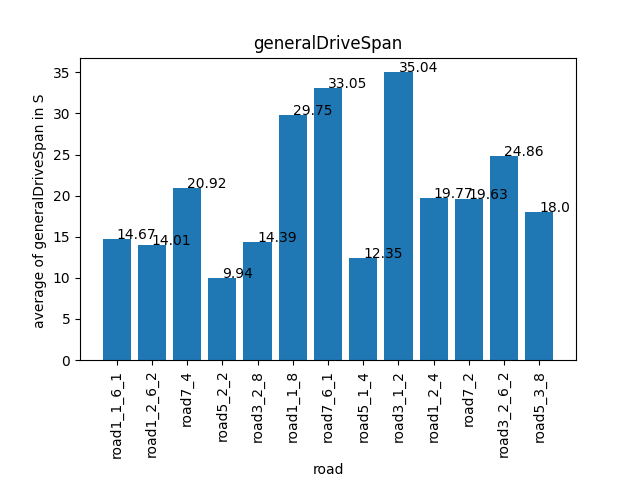 generalDriveSpan
average of generalDriveSpan in S
35
30
25
20
15
10
5
0
14.67
14.01
20.92
9.94
14.39
29.75
33.05
12.35
35.04
19.77
19.63
24.86
18.0
road1_1_6_1
road1_2_6_2
road7_4
road5_2_2
road3_2_8
road1_1_8
road7_6_1
road5_1_4
road3_1_2
road1_2_4
road7_2
road3_2_6_2
road5_3_8
road